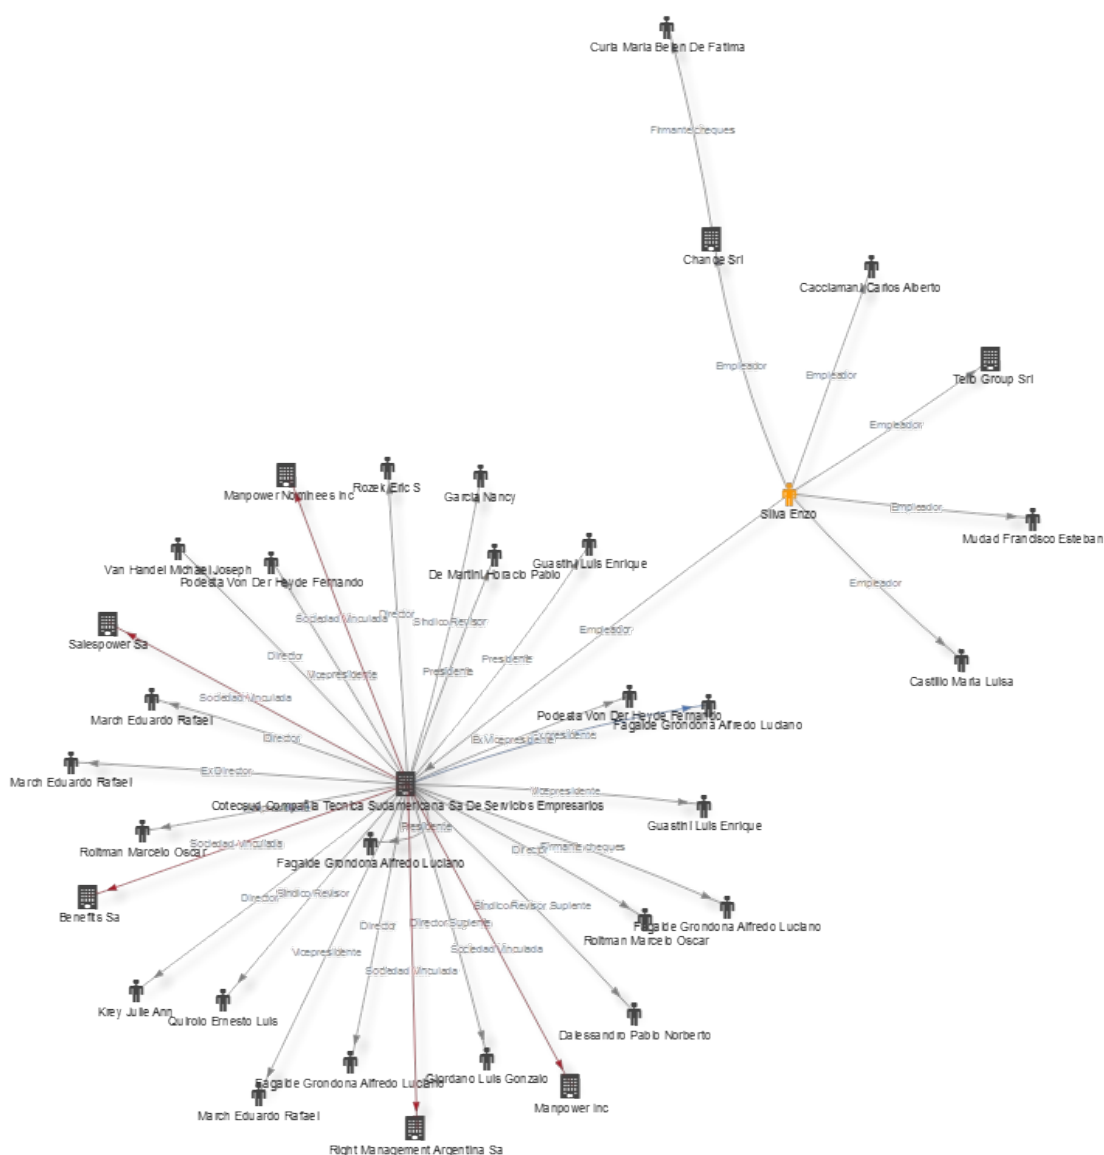 Curia Maria Belen De Fatima
Firmante cheques
Change Srl
Cacciamani Carlos Alberto
Empleador
Empleador
Tello Group Srl
Empleador
Silva Enzo
Empleador
Mudad Francisco Esteban
Empleador
Castillo Maria Luisa
Empleador
Manpower Nominees Inc
Rozek Eric S
Garcia Nancy
Van Handel Michael Joseph
Podesta Von Der Heyde Fernando
De Martini Horacio Pablo
Guastini Luis Enrique
Sociedad Vinculada
Director
Sindico/Revisor
Salespower Sa
Director
Vicepresidente
Presidente
Presidente
Sociedad Vinculada
March Eduardo Rafael
Director
Podesta Von Der Heyde Fernando
Fagalde Grondona Alfredo Luciano
Ex Vicepresidente
March Eduardo Rafael
Ex Director
Vicepresidente
Cotecsud Compañia Tecnica Sudamericana Sa De Servicios Empresarios
Guastini Luis Enrique
Presidente
Roitman Marcelo Oscar
Sociedad Vinculada
Fagalde Grondona Alfredo Luciano
Director
Firmante cheques
Benefits Sa
Director
Sindico/Revisor
Director
Director Suplente
Sindico/Revisor Suplente
Fagalde Grondona Alfredo Luciano
Roitman Marcelo Oscar
Vicepresidente
Sociedad Vinculada
Sociedad Vinculada
Krey Julie Ann
Quirolo Ernesto Luis
Dalessandro Pablo Norberto
Fagalde Grondona Alfredo Luciano
Giordano Luis Gonzalo
March Eduardo Rafael
Manpower Inc
Right Management Argentina Sa